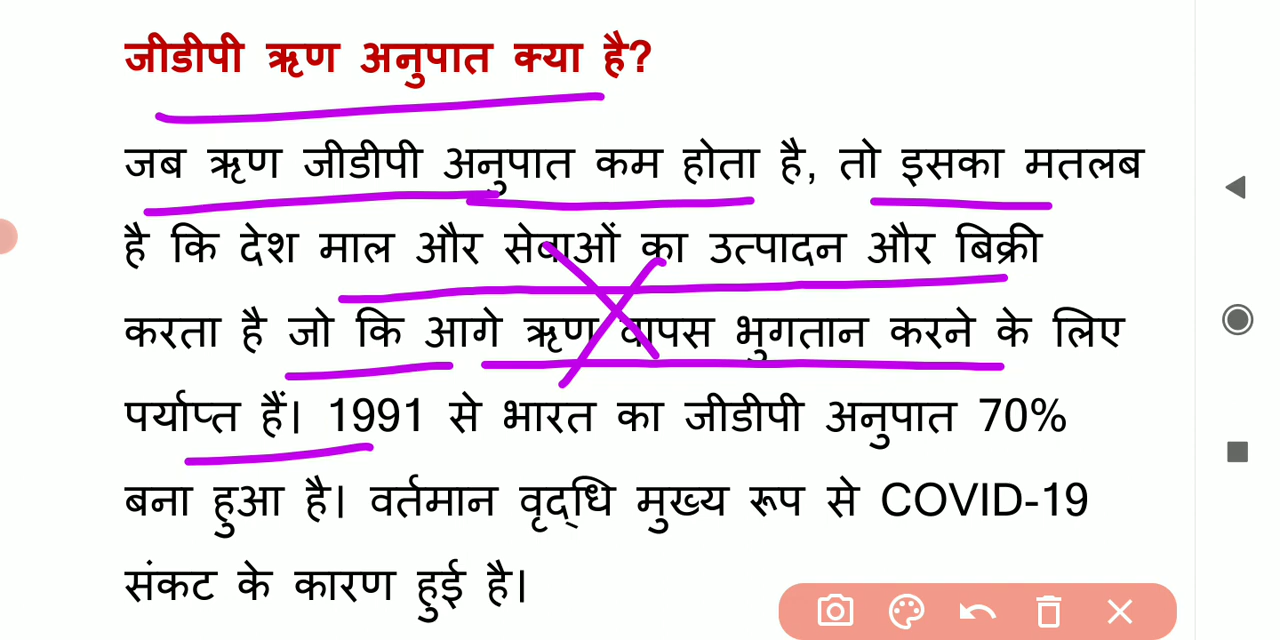 जीडीपी ऋण अनुपात क्या है?
जब ऋण जीडीपी अनुपात कम होता है, तो इसका मतलब
है कि देश माल और सेवाओं का उत्पादन और बिक्री
करता है जो कि आगे ऋण वापस भुगतान करने के लिए
पर्याप्त हैं। 1991 से भारत का जीडीपी अनुपात 70%
बना हुआ है। वर्तमान वृद्‌धि मुख्य रूप से COVID-19
संकट के कारण हुई है।